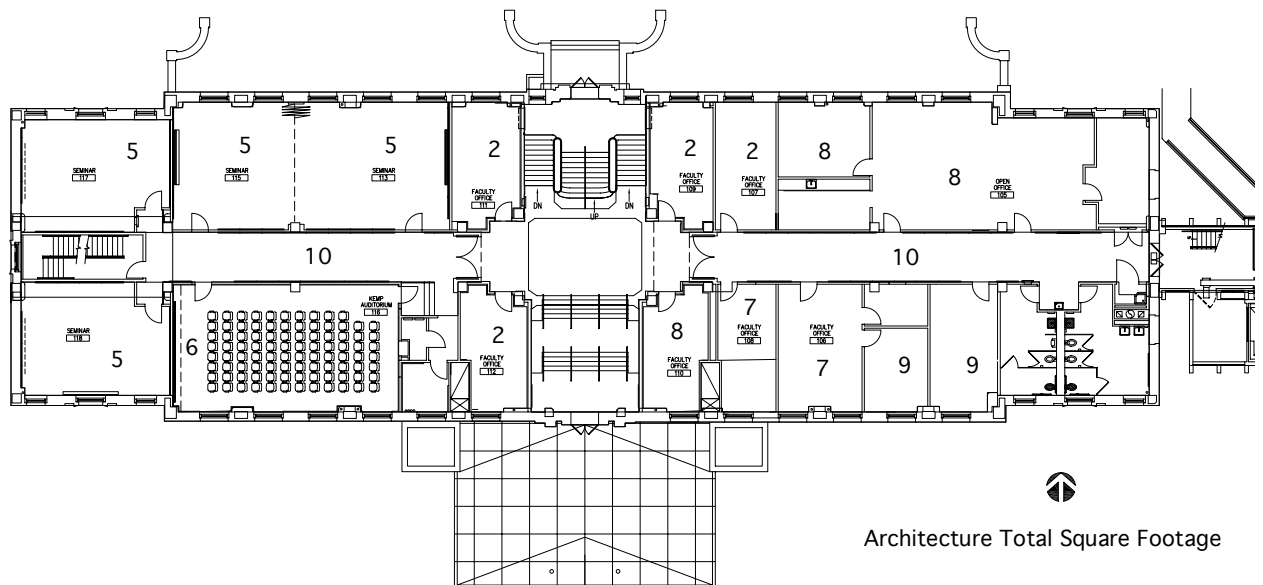 5
SEMINAR
117
5
SEMINAR
115
5
SEMINAR
113
2
FACULTY
OFFICE
111
DN
UP
DN
2
FACULTY
OFFICE
109
2
FACULTY
OFFICE
107
8
8
OPEN
OFFICE
105
10
10
SEMINAR
118
5
6
KEMP
AUDITORIUM
116
2
FACULTY
OFFICE
112
8
FACULTY
OFFICE
110
7
FACULTY
OFFICE
108
FACULTY
OFFICE
106
7
9
9
Architecture Total Square Footage